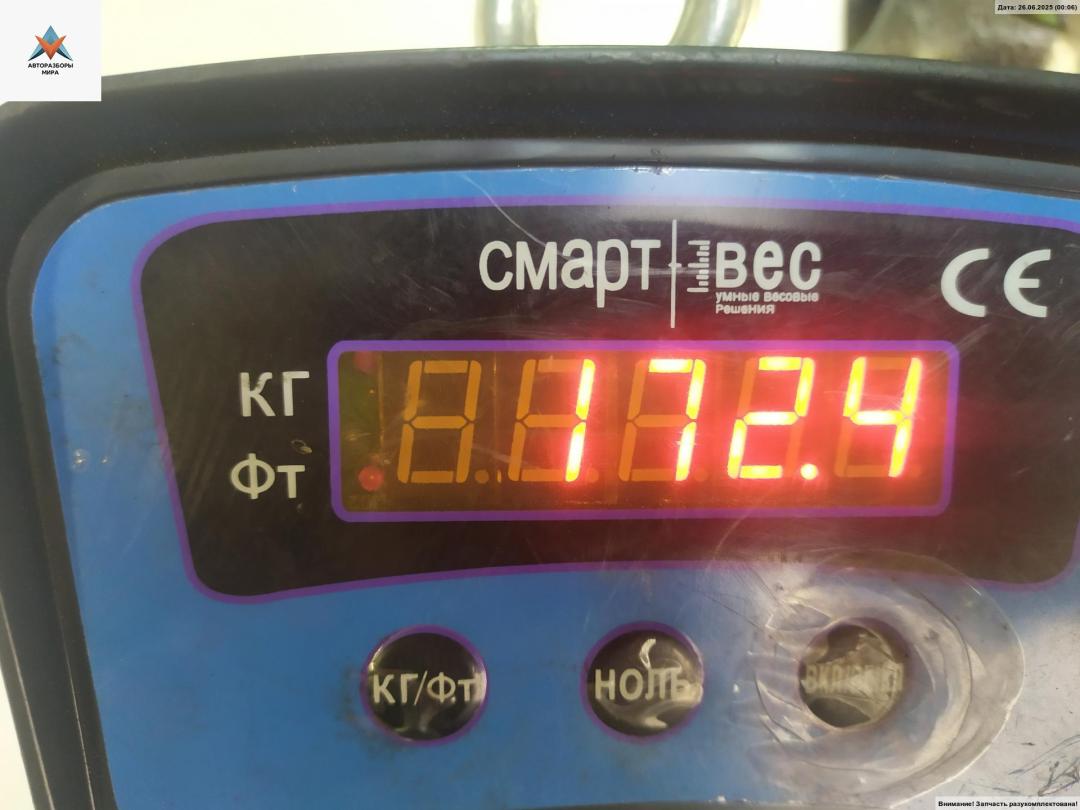 АВТОРАЗБОРЫ
МИРА
Дата: 26.06.2025 (00:06)
смарт вес
умные весовые
решения
CE
КГ
ФТ
172.4
КГ/ФТ
НОЛЬ
Внимание! Запчасть разукомплектована!